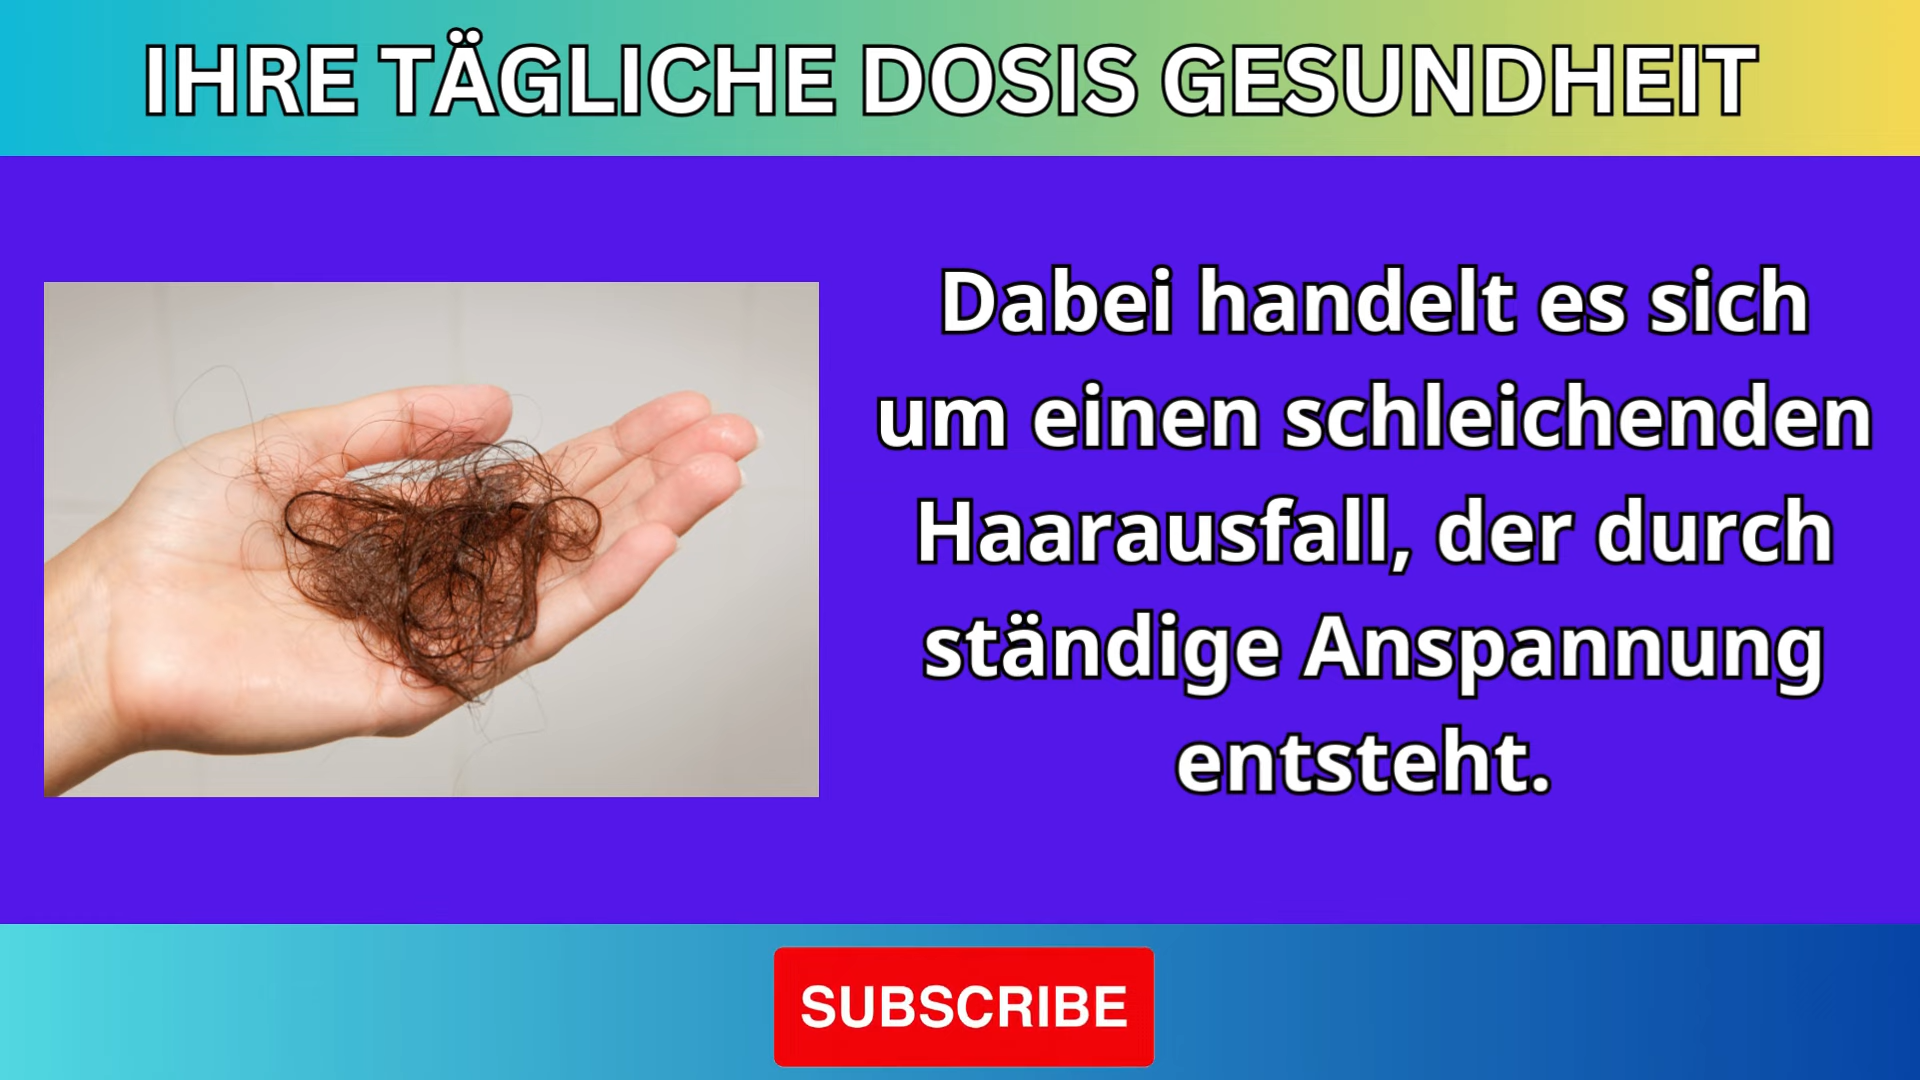 IHRE TÄGLICHE DOSIS GESUNDHEIT
Dabei handelt es sich
um einen schleichenden
Haarausfall, der durch
ständige Anspannung
entsteht.
SUBSCRIBE